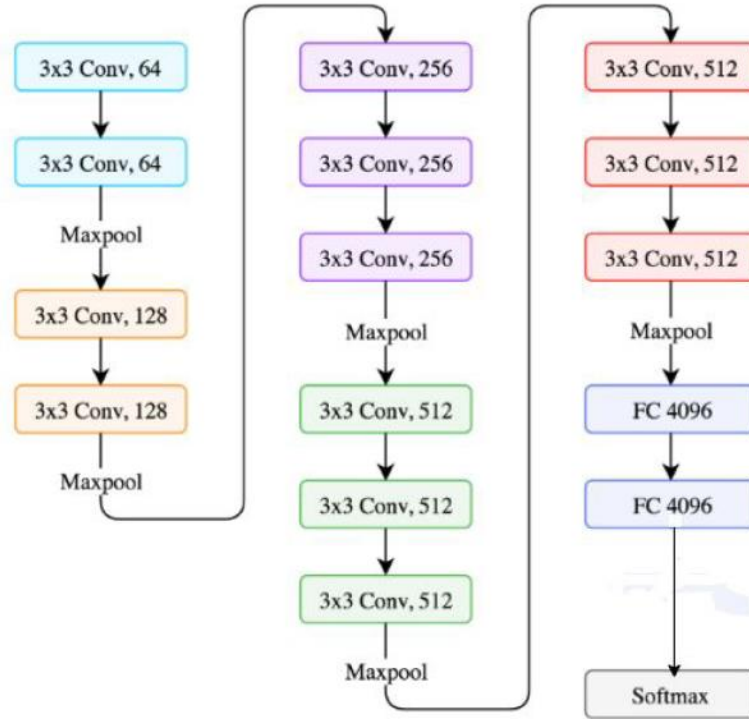 3x3 Conv, 64
3x3 Conv, 64
Maxpool
3x3 Conv, 128
3x3 Conv, 128
Maxpool
3x3 Conv, 256
3x3 Conv, 256
3x3 Conv, 256
Maxpool
3x3 Conv, 512
3x3 Conv, 512
3x3 Conv, 512
Maxpool
3x3 Conv, 512
3x3 Conv, 512
3x3 Conv, 512
Maxpool
FC 4096
FC 4096
Softmax